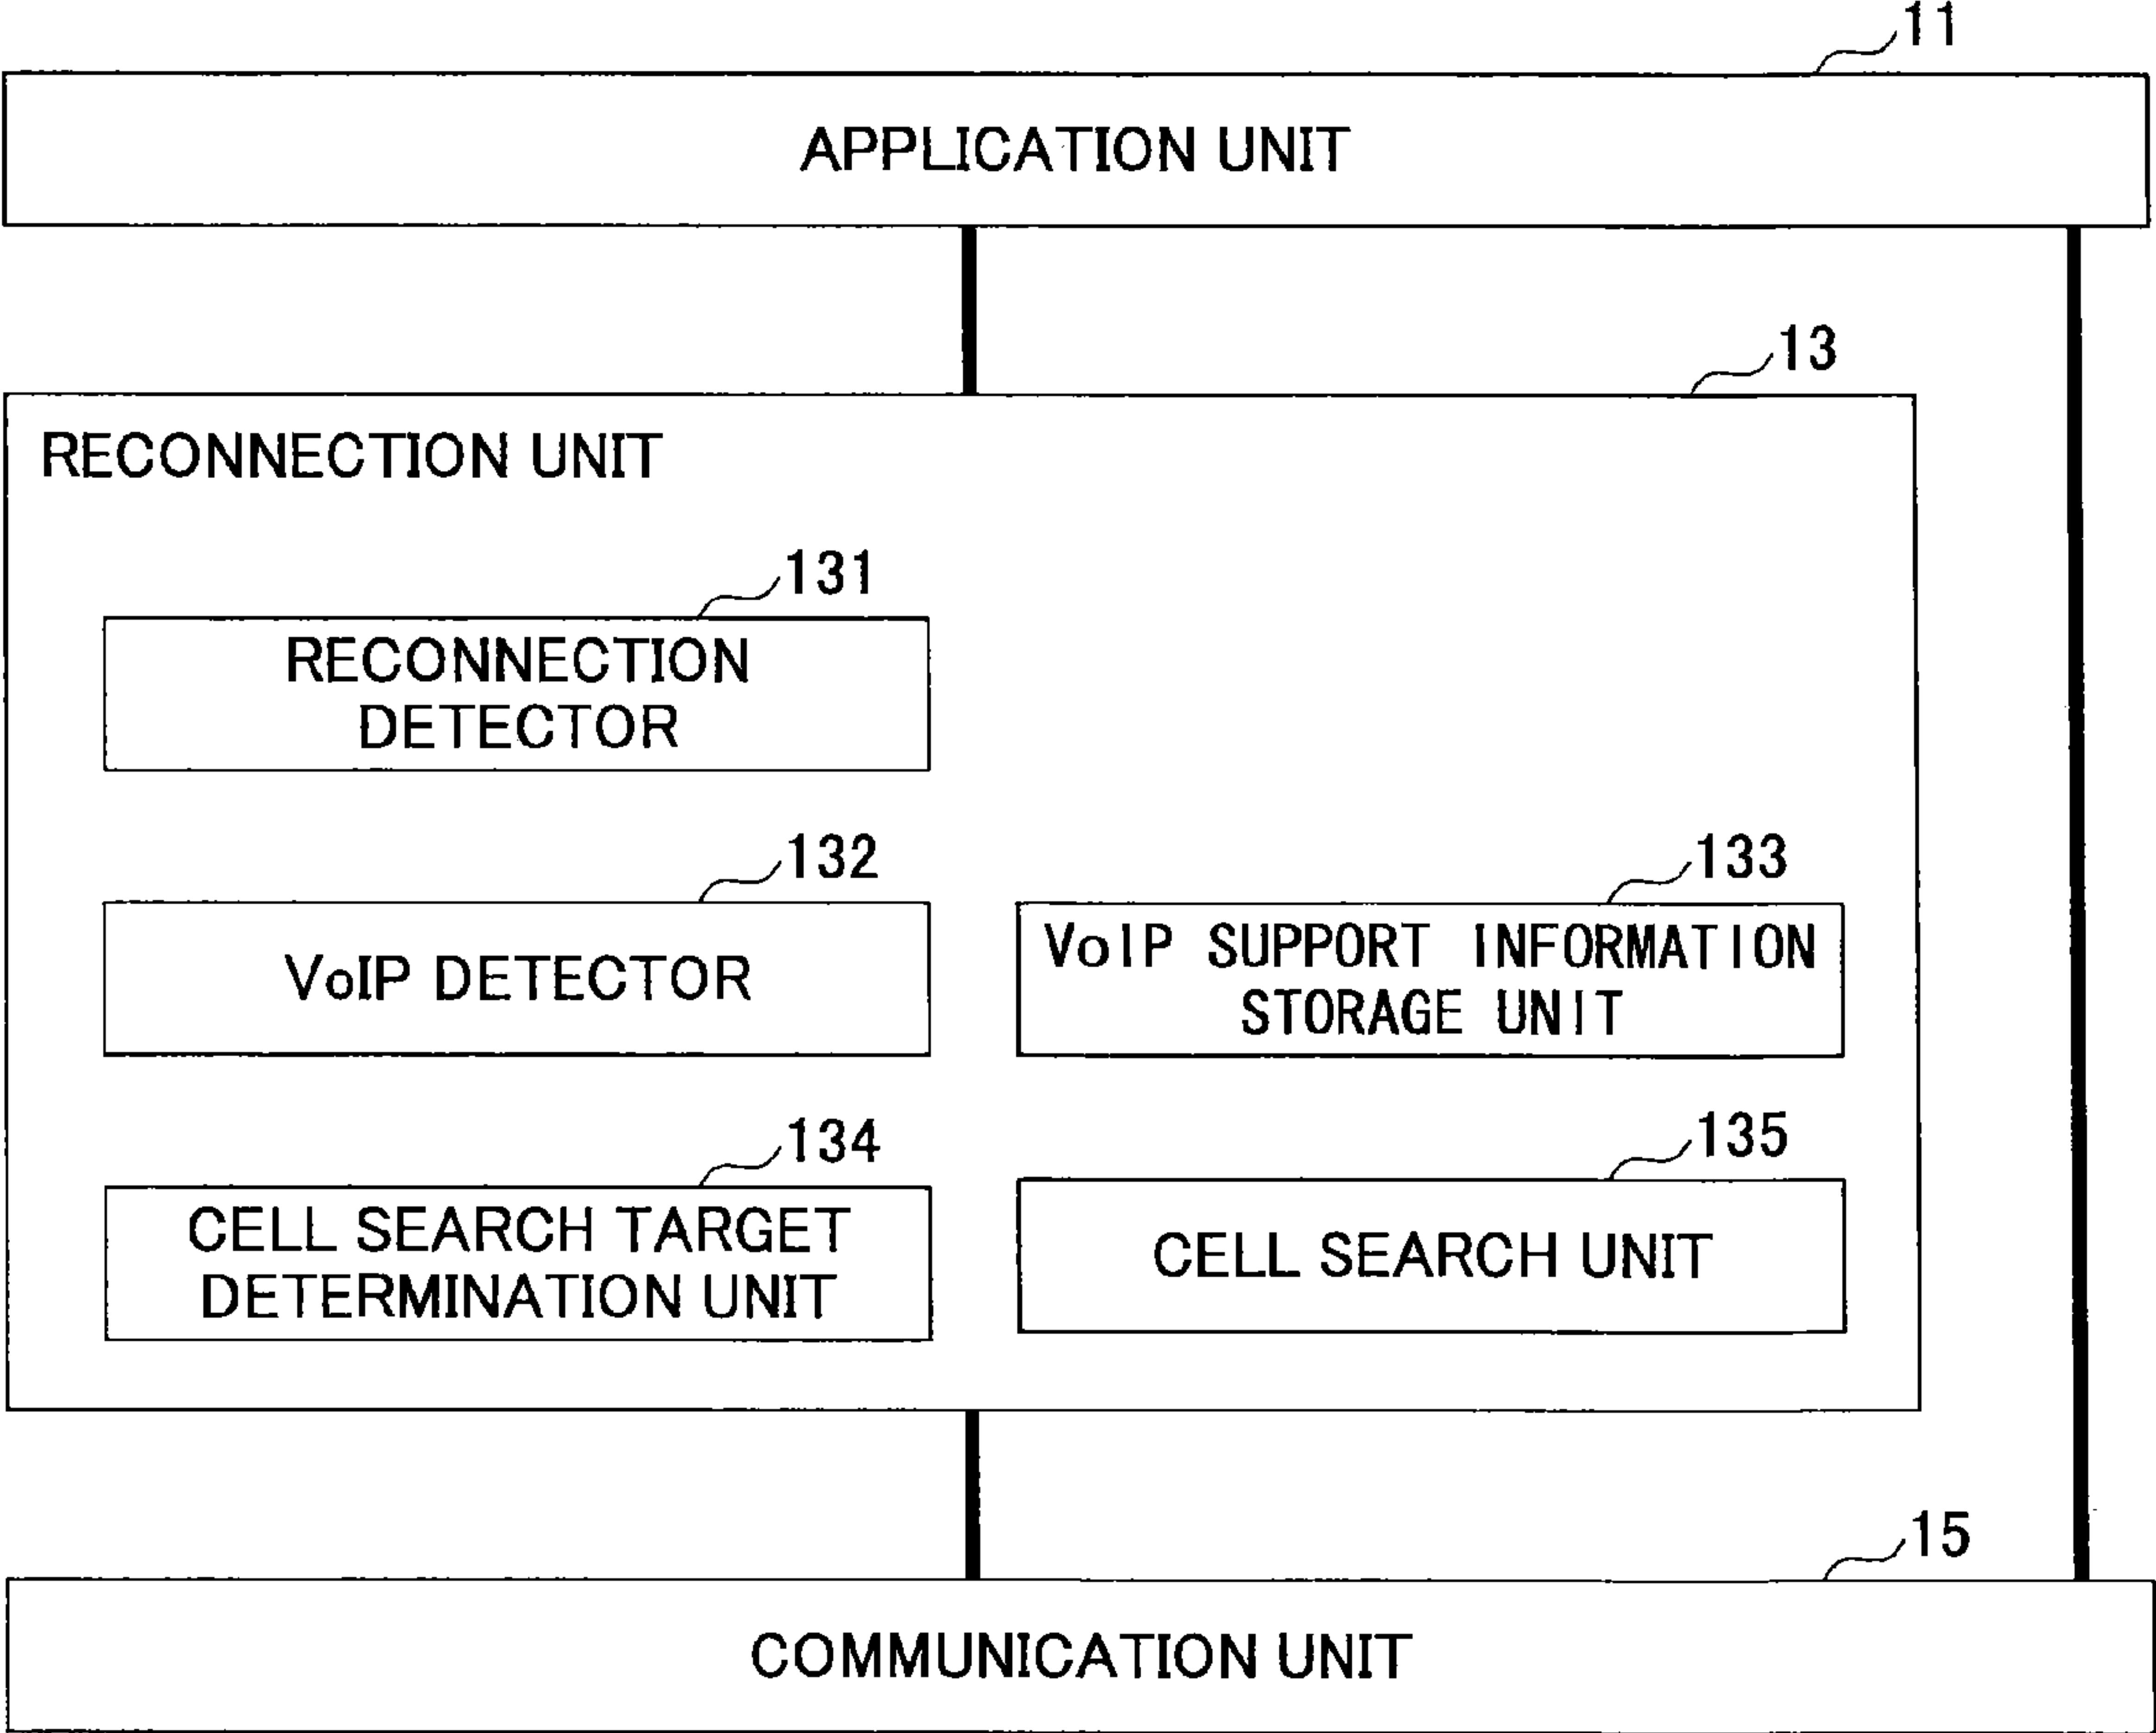 11
APPLICATION UNIT
13
RECONNECTION UNIT
131
RECONNECTION
DETECTOR
132
VoIP DETECTOR
133
VoIP SUPPORT INFORMATION
STORAGE UNIT
134
CELL SEARCH TARGET
DETERMINATION UNIT
135
CELL SEARCH UNIT
15
COMMUNICATION UNIT